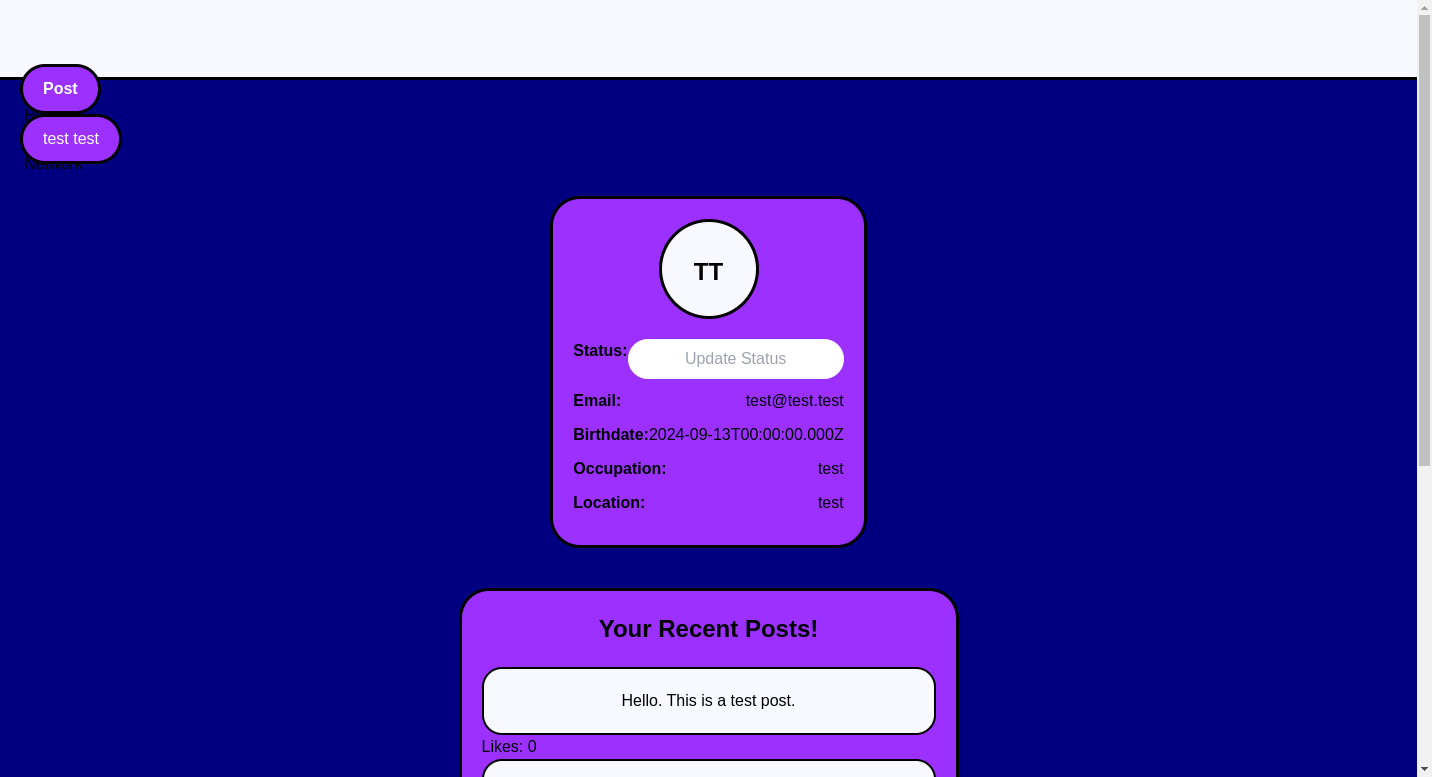 Post
test test
Network
TT
Status: Update Status
Email: test@test.test
Birthdate:2024-09-13T00:00:00.000Z
Occupation: test
Location: test
Your Recent Posts!
Hello. This is a test post.
Likes: 0